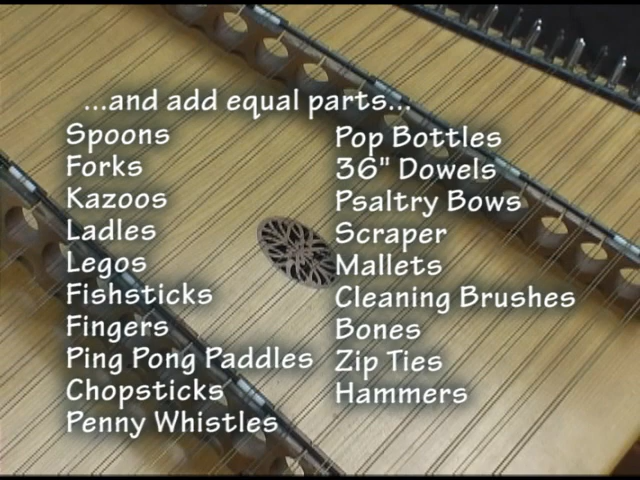 ...and add equal parts...
Spoons
Forks
Kazoos
Ladles
Legos
Fishsticks
Fingers
Ping Pong Paddles
Chopsticks
Penny Whistles
Pop Bottles
36" Dowels
Psaltry Bows
Scraper
Mallets
Cleaning Brushes
Bones
Zip Ties
Hammers